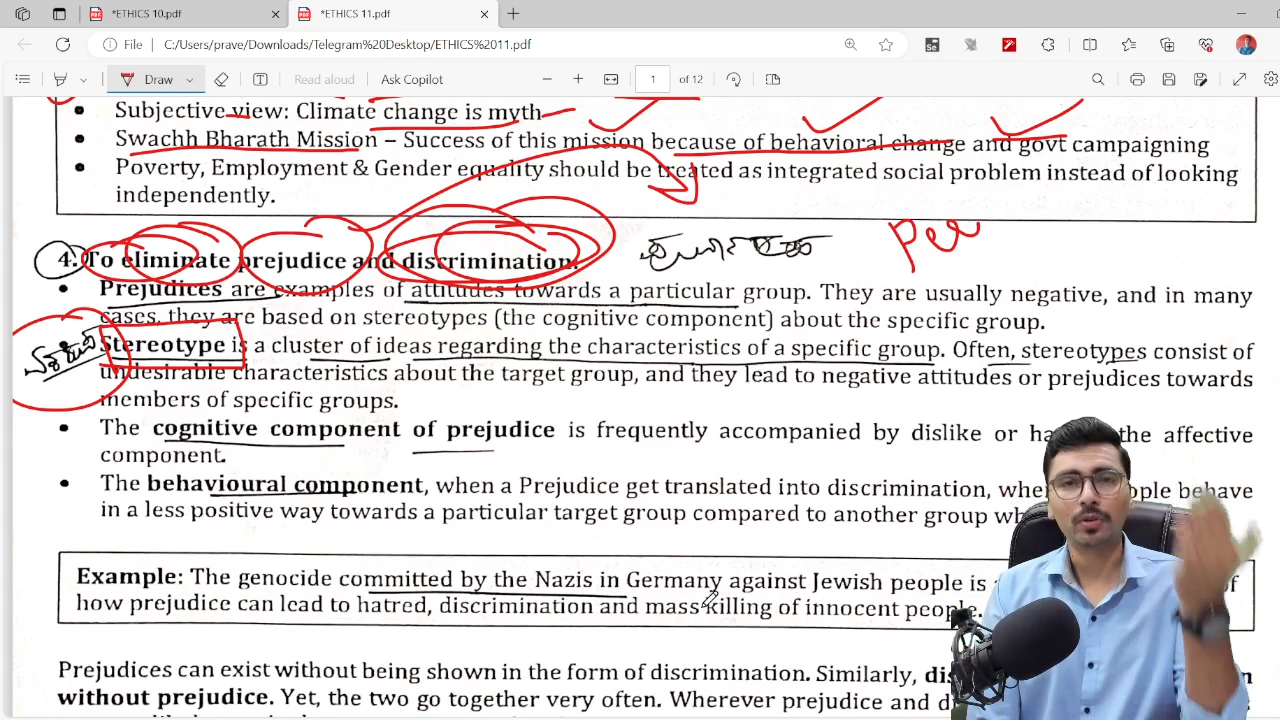 *ETHICS 10.pdf
*ETHICS 11.pdf
File C:/Users/prave/Downloads/Telegram%20Desktop/ETHICS%2011.pdf
Draw Read aloud Ask Copilot 1 of 12
• Subjective view: Climate change is myth
• Swachh Bharath Mission – Success of this mission because of behavioral change and govt campaigning
• Poverty, Employment & Gender equality should be treated as integrated social problem instead of looking
independently.
Per
4. To eliminate prejudice and discrimination.
• Prejudices are examples of attitudes towards a particular group. They are usually negative, and in many
cases, they are based on stereotypes (the cognitive component) about the specific group.
Stereotype is a cluster of ideas regarding the characteristics of a specific group. Often, stereotypes consist of
undesirable characteristics about the target group, and they lead to negative attitudes or prejudices towards
members of specific groups.
• The cognitive component of prejudice is frequently accompanied by dislike or the affective
component.
• The behavioural component, when a Prejudice get translated into discrimination, behave
in a less positive way towards a particular target group compared to another group
Example: The genocide committed by the Nazis in Germany against Jewish people is of
how prejudice can lead to hatred, discrimination and mass killing of innocent people.
Prejudices can exist without being shown in the form of discrimination. Similarly,
without prejudice. Yet, the two go together very often. Wherever prejudice and